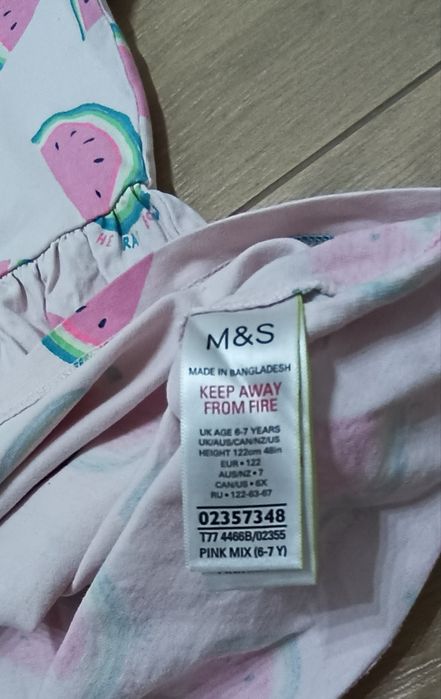 M&S
MADE IN BANGLADESH
KEEP AWAY
FROM FIRE
UK AGE 6-7 YEARS
UK/AUS/CAN/NZ/US
HEIGHT 122cm 48in
EUR • 122
AUS/NZ • 7
CAN/US • 6X
RU • 122-63-57
02357348
T77 4466B/02355
PINK MIX (6-7 Y)